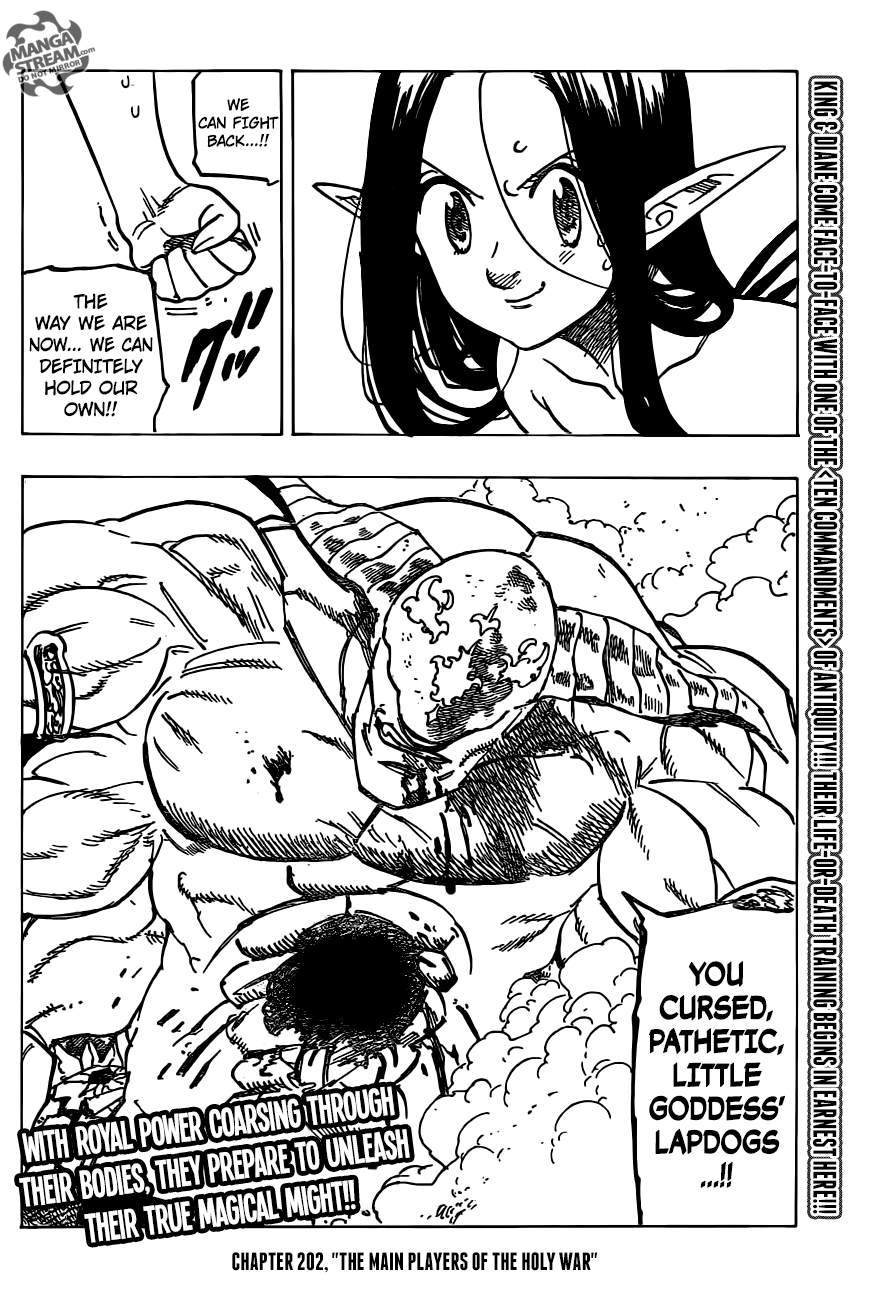 MANGA
STREAM.com
DO NOT MIRROR
WE
CAN FIGHT
BACK...!!
THE
WAY WE ARE
NOW... WE CAN
DEFINITELY
HOLD OUR
OWN!!
グッ
KING & DIANE COME FACE-TO-FACE WITH ONE OF THE <TEN COMMANDMENTS> OF ANTIQUITY!!! THEIR LIFE-OR-DEATH TRAINING BEGINS IN EARNEST HERE!!!
YOU
CURSED,
PATHETIC,
LITTLE
GODDESS'
LAPDOGS
...!!
WITH ROYAL POWER COARSING THROUGH
THEIR BODIES, THEY PREPARE TO UNLEASH
THEIR TRUE MAGICAL MIGHT!!
CHAPTER 202, "THE MAIN PLAYERS OF THE HOLY WAR"